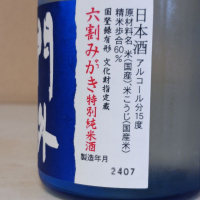 日本酒 アルコール分15度
原材料名 米(国産)、米こうじ(国産米)
精米歩合60%
国登録有形 文化財指定蔵
六割みがき特別純米酒
製造年月
2407
門外